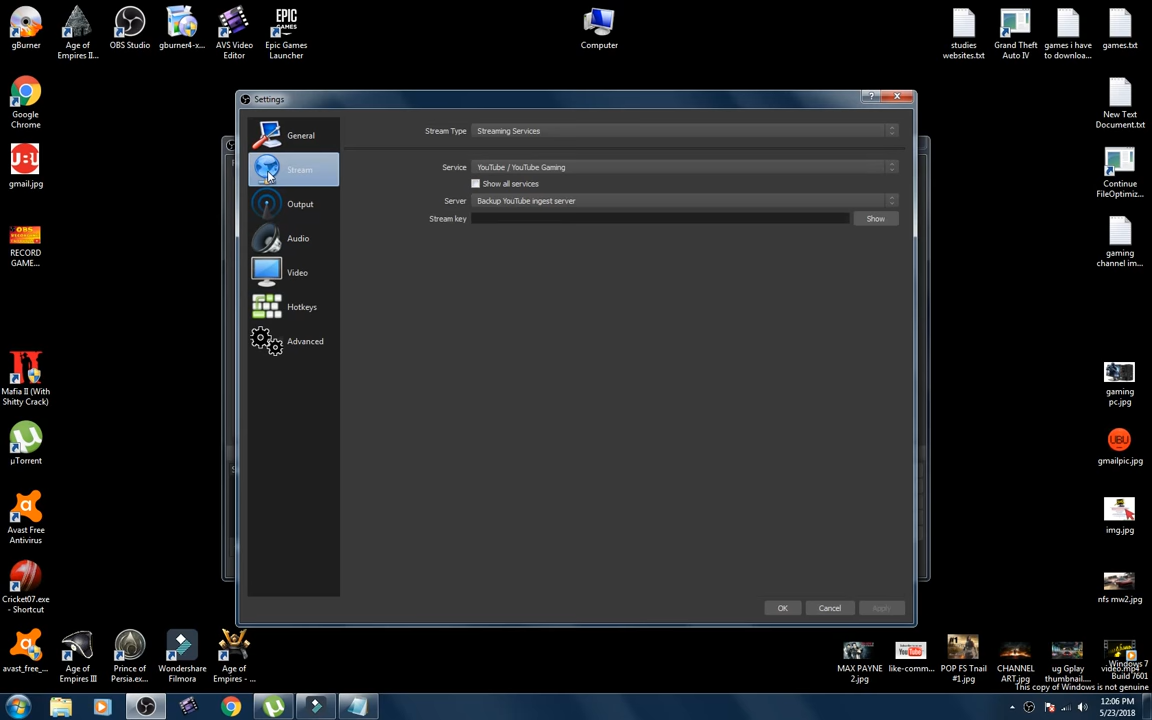 gBurner
Age of
Empires II...
OBS Studio
gburner4-x...
AVS Video
Editor
EPIC
GAMES
Epic Games
Launcher
Computer
studies
websites.txt
Grand Theft
Auto IV
games i have
to downloa...
games.txt
Google
Chrome
New Text
Document.txt
gmail.jpg
Continue
FileOptimiz...
RECORD
GAME...
gaming
channel im...
Mafia II (With
Shitty Crack)
gaming
pc.jpg
µTorrent
UBU
gmailpic.jpg
Avast Free
Antivirus
img.jpg
Cricket07.exe
- Shortcut
nfs mw2.jpg
avast_free_...
Age of
Empires III
Prince of
Persia.exe...
Wondershare
Filmora
Age of
Empires - ...
MAX PAYNE
2.jpg
You
like-comm...
POP FS Tnail
#1.jpg
CHANNEL
ART.jpg
ug Gplay
thumbnail....
video.mp4
Settings
General
Stream
Output
Audio
Video
Hotkeys
Advanced
Stream Type
Streaming Services
Service
YouTube / YouTube Gaming
Show all services
Server
Backup YouTube ingest server
Stream key
Show
OK
Cancel
Apply
Windows 7
Build 7601
This copy of Windows is not genuine
12:06 PM
5/23/2018